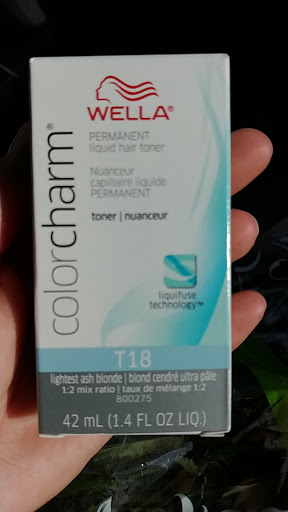 WELLA®
PERMANENT
liquid hair toner
Nuanceur
capillaire liquide
PERMANENT
toner | nuanceur
colorcharm®
liquifuse
technology™
T18
lightest ash blonde | blond cendré ultra pâle
1:2 mix ratio | taux de mélange 1:2
800275
42 mL (1.4 FL OZ LIQ.)